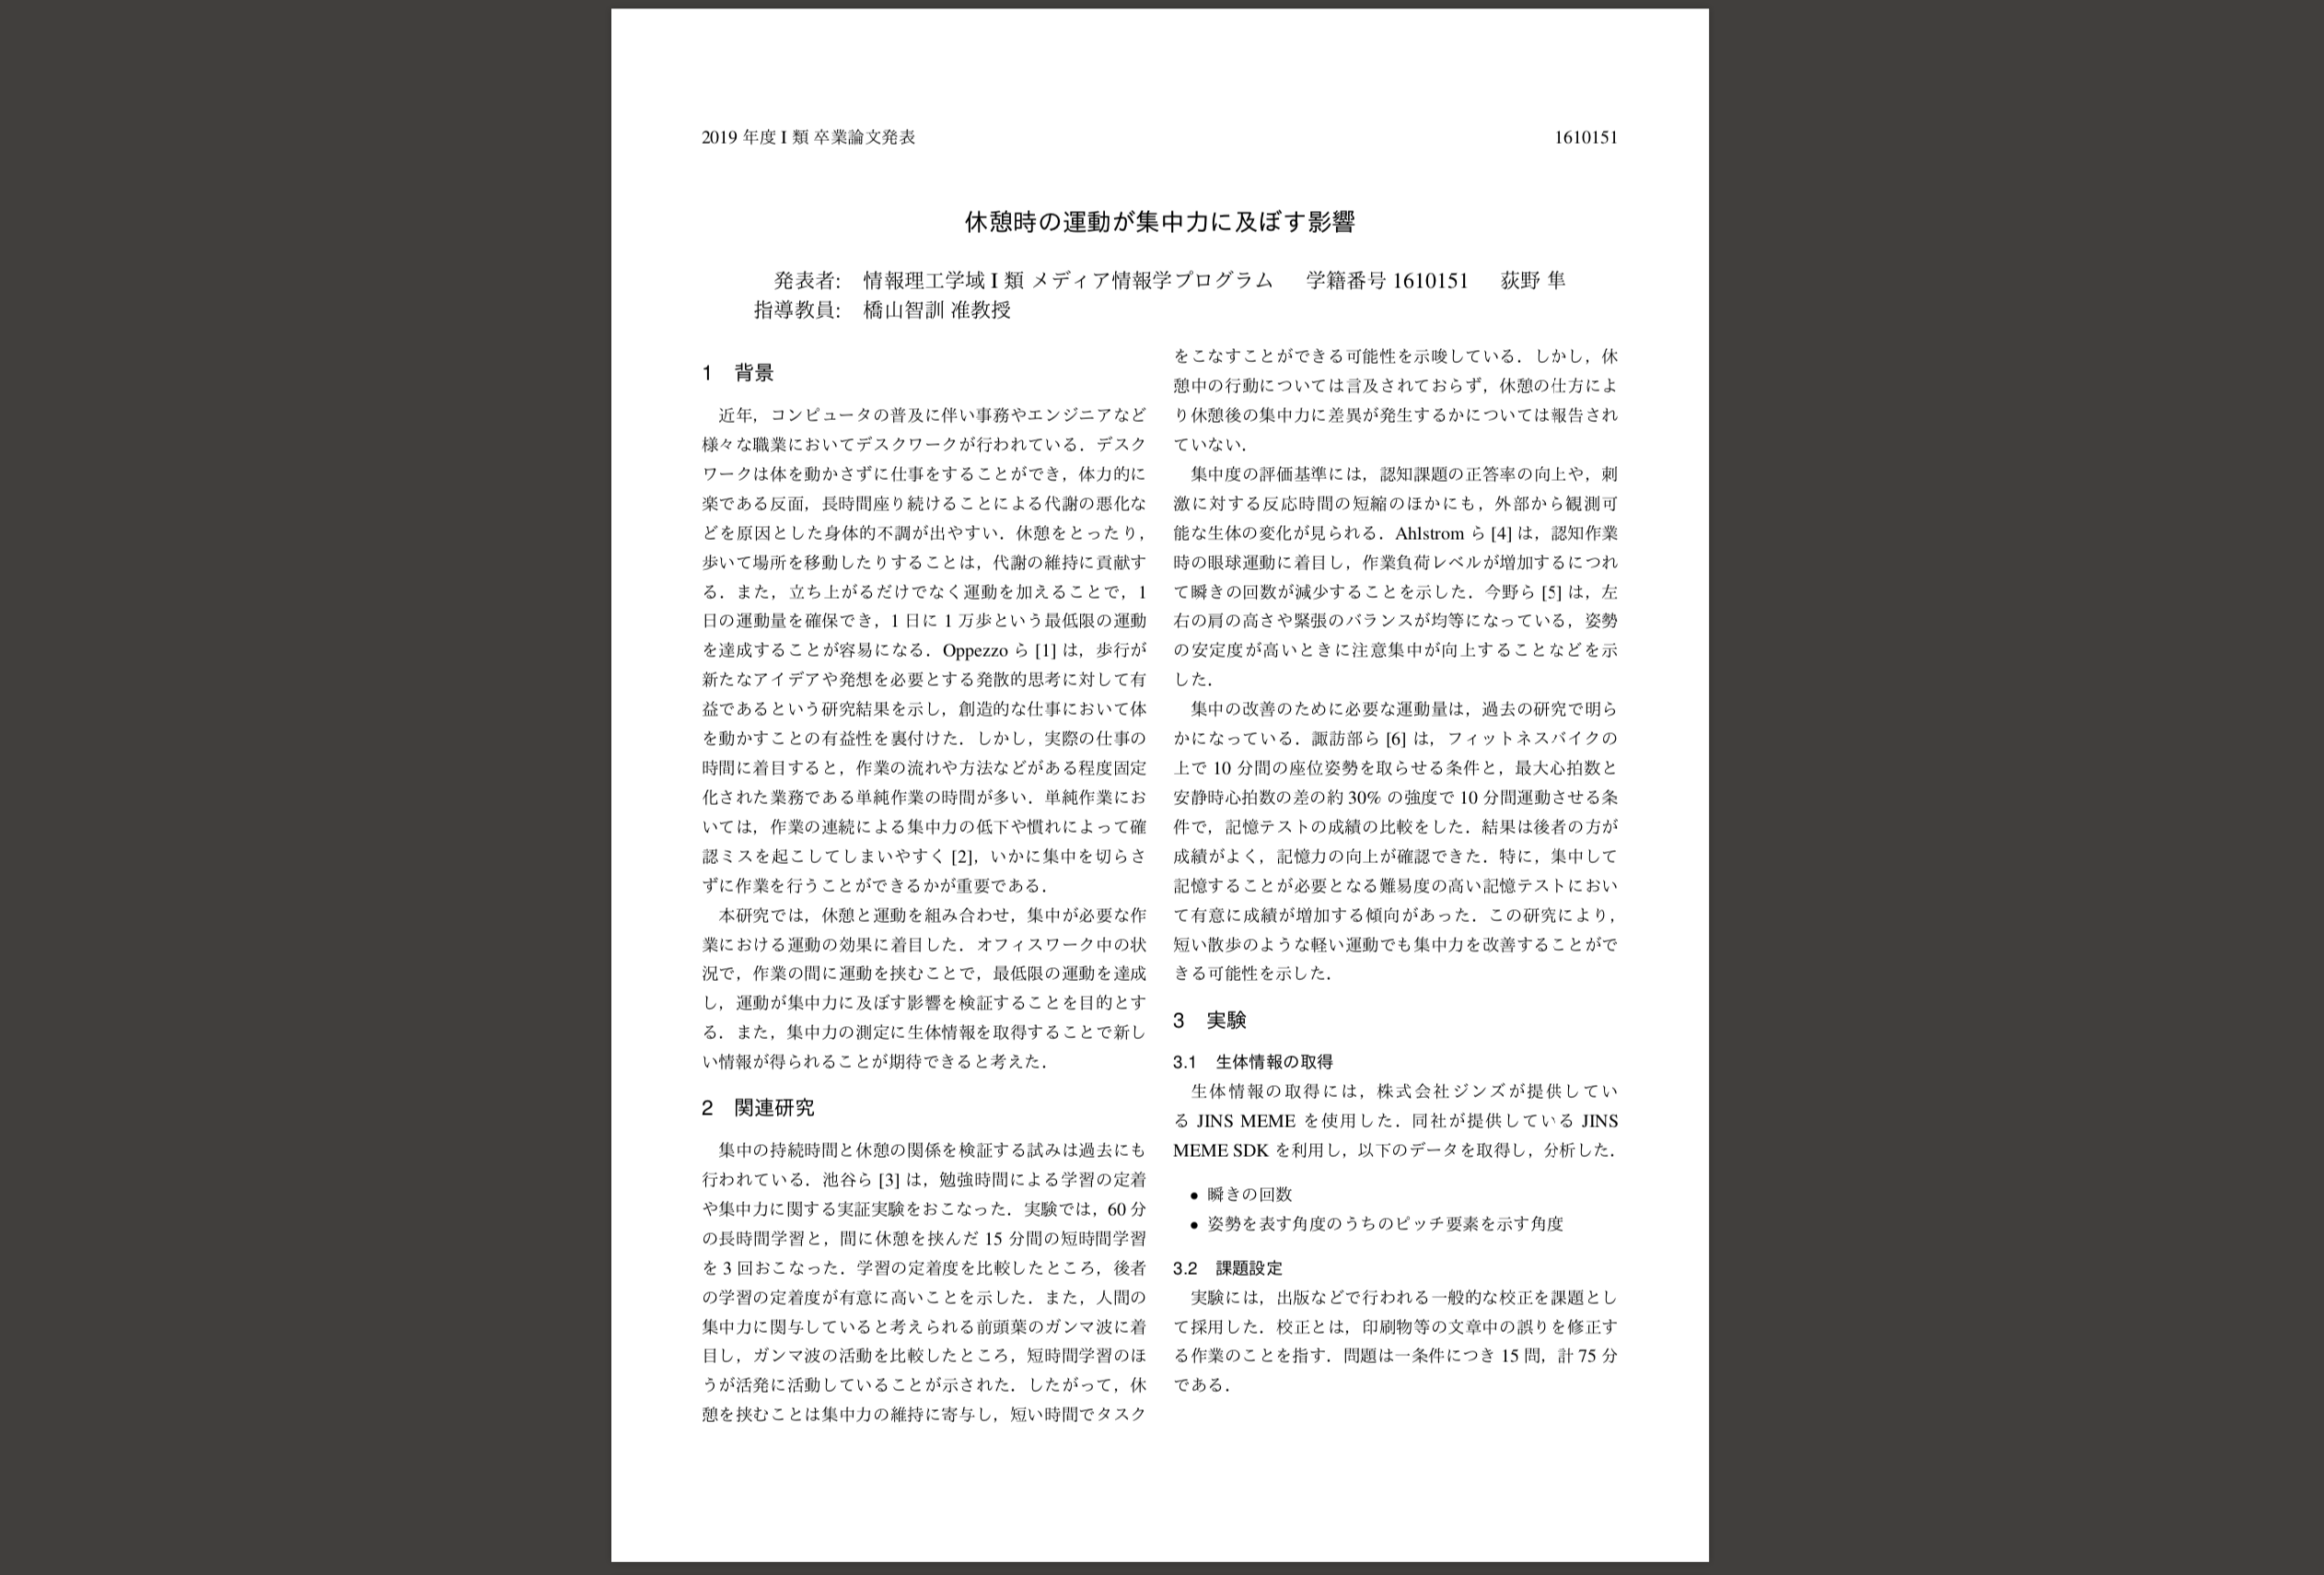 2019 年度 I 類 卒業論文発表
1610151
休憩時の運動が集中力に及ぼす影響
発表者: 情報理工学域 I 類 メディア情報学プログラム 学籍番号 1610151 荻野 隼
指導教員: 橋山智訓 准教授
1 背景
近年，コンピュータの普及に伴い事務やエンジニアなど
様々な職業においてデスクワークが行われている．デスク
ワークは体を動かさずに仕事をすることができ，体力的に
楽である反面，長時間座り続けることによる代謝の悪化な
どを原因とした身体的不調が出やすい．休憩をとったり，
歩いて場所を移動したりすることは，代謝の維持に貢献す
る．また，立ち上がるだけでなく運動を加えることで，1
日の運動量を確保でき，1 日に 1 万歩という最低限の運動
を達成することが容易になる．Oppezzo ら [1] は，歩行が
新たなアイデアや発想を必要とする発散的思考に対して有
益であるという研究結果を示し，創造的な仕事において体
を動かすことの有益性を裏付けた．しかし，実際の仕事の
時間に着目すると，作業の流れや方法などがある程度固定
化された業務である単純作業の時間が多い．単純作業にお
いては，作業の連続による集中力の低下や慣れによって確
認ミスを起こしてしまいやすく [2]，いかに集中を切らさ
ずに作業を行うことができるかが重要である．
本研究では，休憩と運動を組み合わせ，集中が必要な作
業における運動の効果に着目した．オフィスワーク中の状
況で，作業の間に運動を挟むことで，最低限の運動を達成
し，運動が集中力に及ぼす影響を検証することを目的とす
る．また，集中力の測定に生体情報を取得することで新し
い情報が得られることが期待できると考えた．
2 関連研究
集中の持続時間と休憩の関係を検証する試みは過去にも
行われている．池谷ら [3] は，勉強時間による学習の定着
や集中力に関する実証実験をおこなった．実験では，60 分
の長時間学習と，間に休憩を挟んだ 15 分間の短時間学習
を 3 回おこなった．学習の定着度を比較したところ，後者
の学習の定着度が有意に高いことを示した．また，人間の
集中力に関与していると考えられる前頭葉のガンマ波に着
目し，ガンマ波の活動を比較したところ，短時間学習のほ
うが活発に活動していることが示された．したがって，休
憩を挟むことは集中力の維持に寄与し，短い時間でタスク
をこなすことができる可能性を示唆している．しかし，休
憩中の行動については言及されておらず，休憩の仕方によ
り休憩後の集中力に差異が発生するかについては報告され
ていない．
集中度の評価基準には，認知課題の正答率の向上や，刺
激に対する反応時間の短縮のほかにも，外部から観測可
能な生体の変化が見られる．Ahlstrom ら [4] は，認知作業
時の眼球運動に着目し，作業負荷レベルが増加するにつれ
て瞬きの回数が減少することを示した．今野ら [5] は，左
右の肩の高さや緊張のバランスが均等になっている，姿勢
の安定度が高いときに注意集中が向上することなどを示
した．
集中の改善のために必要な運動量は，過去の研究で明ら
かになっている．諏訪部ら [6] は，フィットネスバイクの
上で 10 分間の座位姿勢を取らせる条件と，最大心拍数と
安静時心拍数の差の約 30% の強度で 10 分間運動させる条
件で，記憶テストの成績の比較をした．結果は後者の方が
成績がよく，記憶力の向上が確認できた．特に，集中して
記憶することが必要となる難易度の高い記憶テストにおい
て有意に成績が増加する傾向があった．この研究により，
短い散歩のような軽い運動でも集中力を改善することがで
きる可能性を示した．
3 実験
3.1 生体情報の取得
生体情報の取得には，株式会社ジンズが提供してい
る JINS MEME を使用した．同社が提供している JINS
MEME SDK を利用し，以下のデータを取得し，分析した．
• 瞬きの回数
• 姿勢を表す角度のうちのピッチ要素を示す角度
3.2 課題設定
実験には，出版などで行われる一般的な校正を課題とし
て採用した．校正とは，印刷物等の文章中の誤りを修正す
る作業のことを指す．問題は一条件につき 15 問，計 75 分
である．